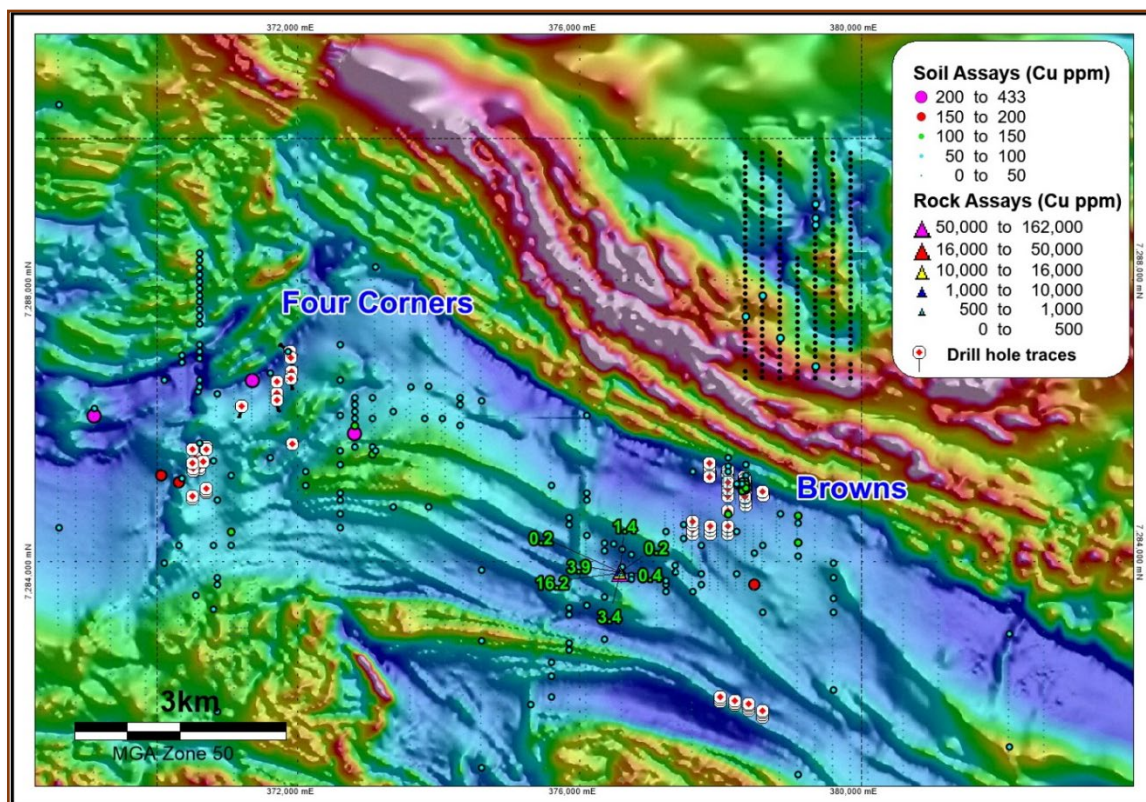 372,000 mE
376,000 mE
380,000 mE
Soil Assays (Cu ppm)
200 to 433
150 to 200
100 to 150
50 to 100
0 to 50
Rock Assays (Cu ppm)
50,000 to 162,000
16,000 to 50,000
10,000 to 16,000
1,000 to 10,000
500 to 1,000
0 to 500
Drill hole traces
7,288,000 mN
7,288,000 mN
Four Corners
Browns
1.4
0.2
0.2
3.9
0.4
16.2
3.4
7,284,000 mN
7,284,000 mN
3km
MGA Zone 50
372,000 mE
376,000 mE
380,000 mE